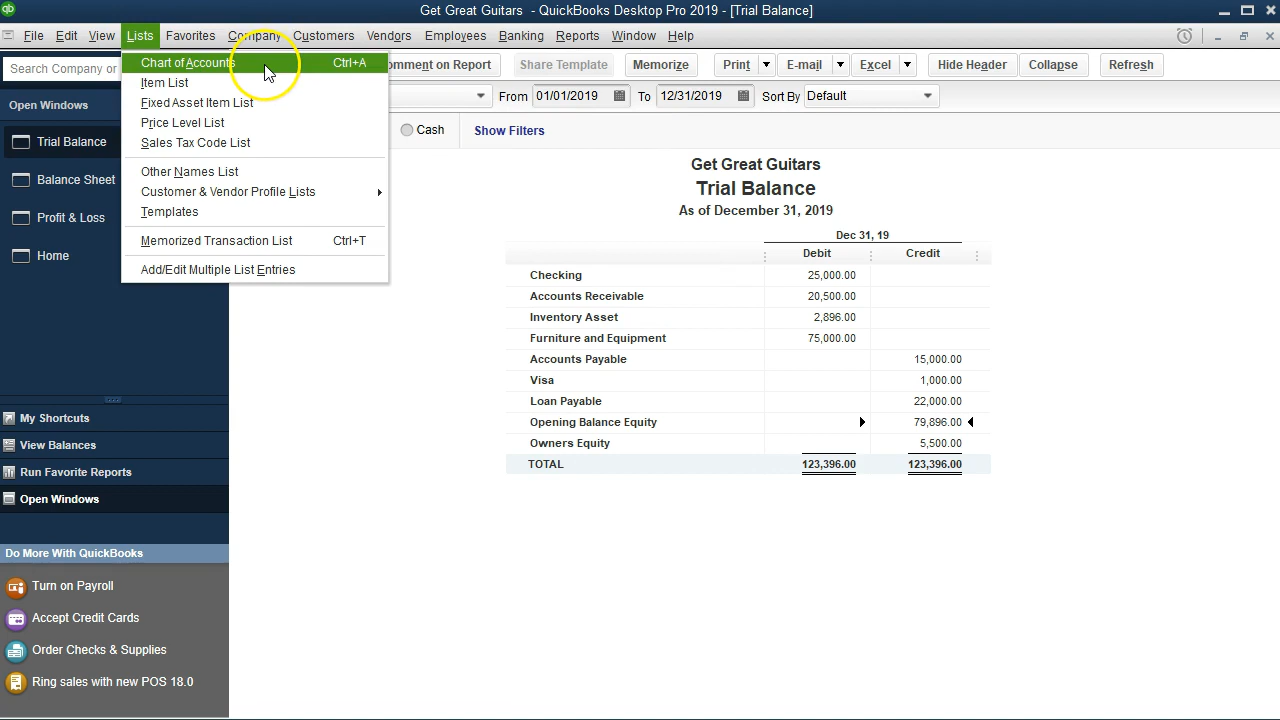 qb Get Great Guitars - QuickBooks Desktop Pro 2019 - [Trial Balance]
File Edit View Lists Favorites Company Customers Vendors Employees Banking Reports Window Help
Search Company or
omment on Report Share Template Memorize Print E-mail Excel Hide Header Collapse Refresh
From 01/01/2019 To 12/31/2019 Sort By Default
Cash Show Filters
Chart of Accounts Ctrl+A
Item List
Fixed Asset Item List
Price Level List
Sales Tax Code List
Other Names List
Customer & Vendor Profile Lists
Templates
Memorized Transaction List Ctrl+T
Add/Edit Multiple List Entries
Open Windows
Trial Balance
Balance Sheet
Profit & Loss
Home
My Shortcuts
View Balances
Run Favorite Reports
Open Windows
Do More With QuickBooks
Turn on Payroll
Accept Credit Cards
Order Checks & Supplies
Ring sales with new POS 18.0
Get Great Guitars
Trial Balance
As of December 31, 2019
Dec 31, 19
Debit Credit
Checking 25,000.00
Accounts Receivable 20,500.00
Inventory Asset 2,896.00
Furniture and Equipment 75,000.00
Accounts Payable 15,000.00
Visa 1,000.00
Loan Payable 22,000.00
Opening Balance Equity 79,896.00
Owners Equity 5,500.00
TOTAL 123,396.00 123,396.00